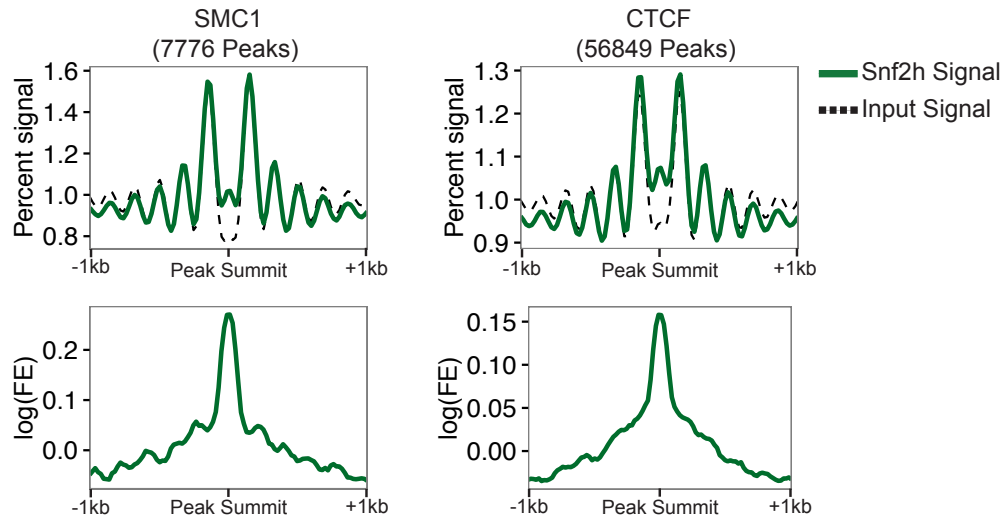 SMC1
(7776 Peaks)
CTCF
(56849 Peaks)
Snf2h Signal
Input Signal
Percent signal
1.6
1.4
1.2
1.0
0.8
-1kb
Peak Summit
+1kb
Percent signal
1.3
1.2
1.1
1.0
0.9
-1kb
Peak Summit
+1kb
log(FE)
0.2
0.1
0.0
-1kb
Peak Summit
+1kb
log(FE)
0.15
0.10
0.05
0.00
-1kb
Peak Summit
+1kb